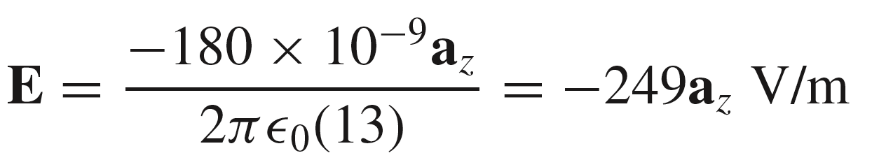 E = −180 × 10⁻⁹a_z / 2πϵ₀(13) = −249a_z V/m